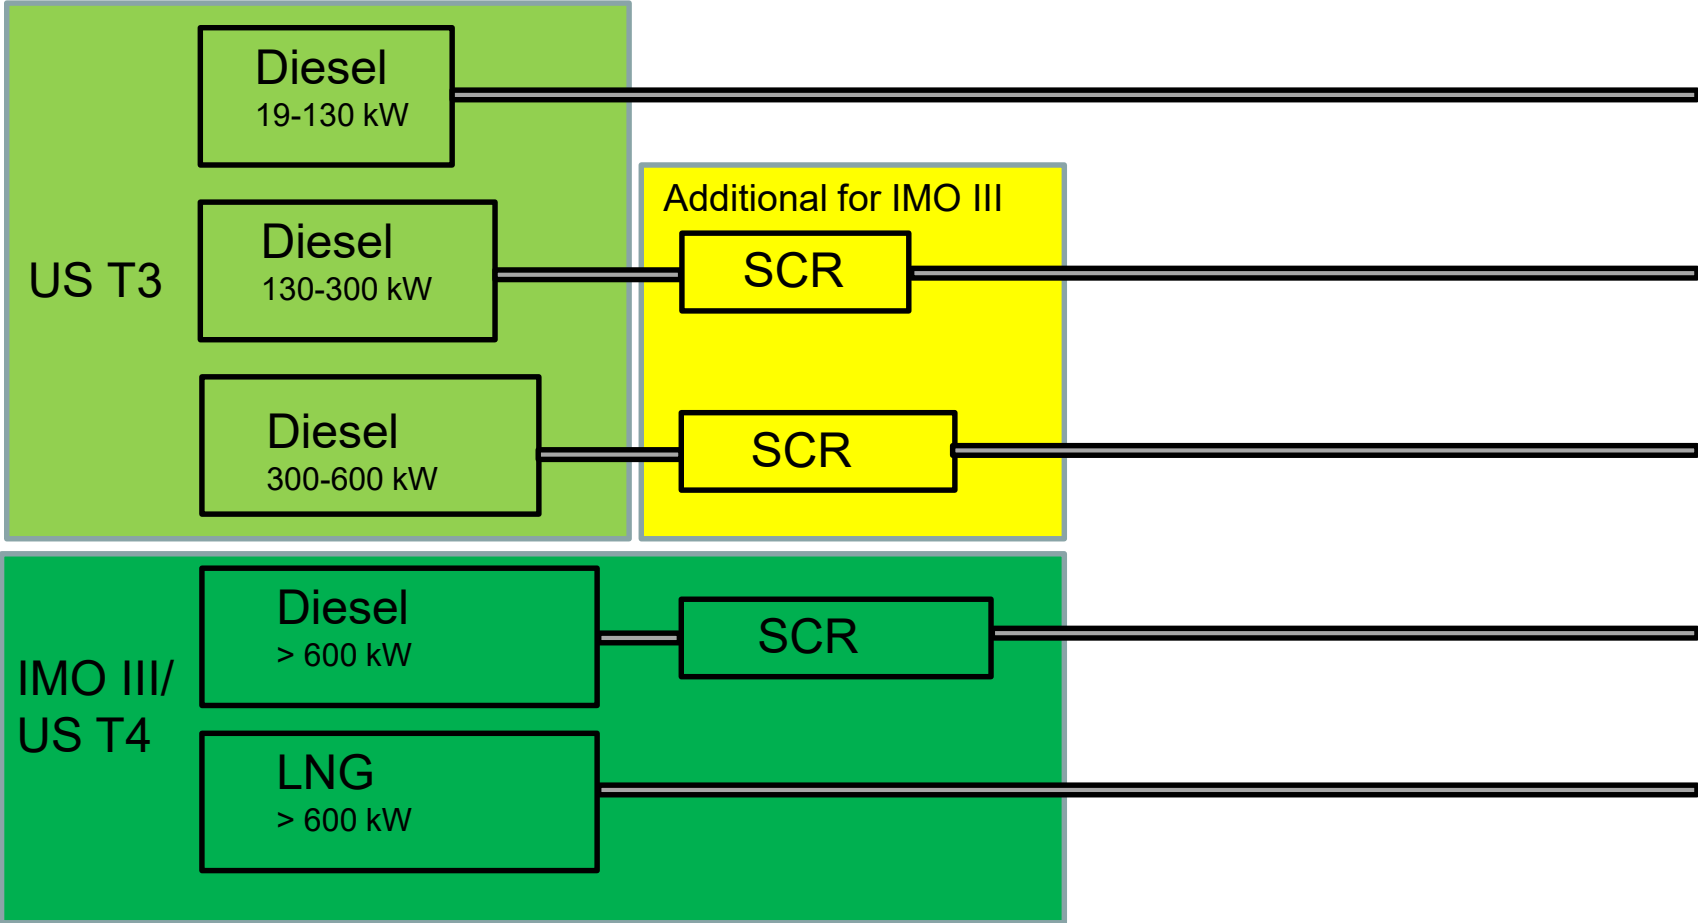 Diesel
19-130 kW
Additional for IMO III
US T3
Diesel
130-300 kW
SCR
Diesel
300-600 kW
SCR
IMO III/
US T4
Diesel
> 600 kW
SCR
LNG
> 600 kW